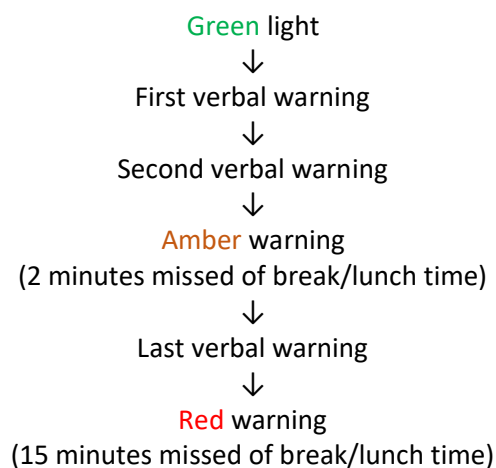 Green light
↓
First verbal warning
↓
Second verbal warning
↓
Amber warning
(2 minutes missed of break/lunch time)
↓
Last verbal warning
↓
Red warning
(15 minutes missed of break/lunch time)